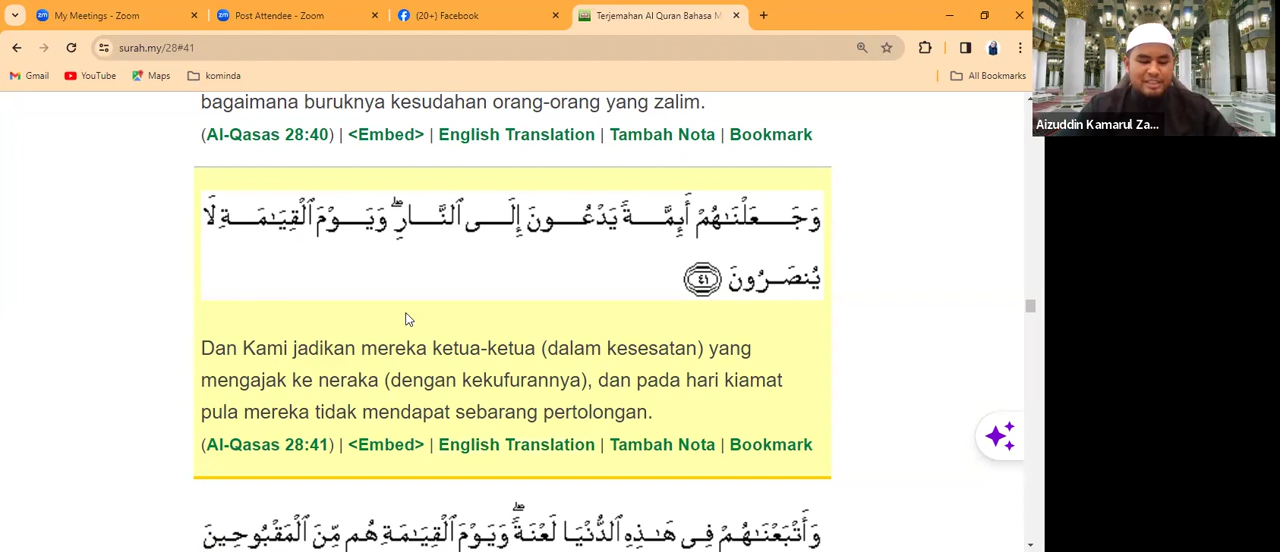 My Meetings - Zoom
Post Attendee - Zoom
(20+) Facebook
Terjemahan Al Quran Bahasa M
surah.my/28#41
Gmail
YouTube
Maps
kominda
All Bookmarks
Aizuddin Kamarul Za...
bagaimana buruknya kesudahan orang-orang yang zalim.
(Al-Qasas 28:40) | <Embed> | English Translation | Tambah Nota | Bookmark
وَجَعَلْنَٰهُمْ أَئِمَّةً يَدْعُونَ إِلَى ٱلنَّارِ ۖ وَيَوْمَ ٱلْقِيَٰمَةِ لَا
يُنصَرُونَ ٤١
Dan Kami jadikan mereka ketua-ketua (dalam kesesatan) yang
mengajak ke neraka (dengan kekufurannya), dan pada hari kiamat
pula mereka tidak mendapat sebarang pertolongan.
(Al-Qasas 28:41) | <Embed> | English Translation | Tambah Nota | Bookmark
وَأَتْبَعْنَٰهُمْ فِى هَٰذِهِ ٱلدُّنْيَا لَعْنَةً ۖ وَيَوْمَ ٱلْقِيَٰمَةِ هُم مِّنَ ٱلْمَقْبُوحِينَ